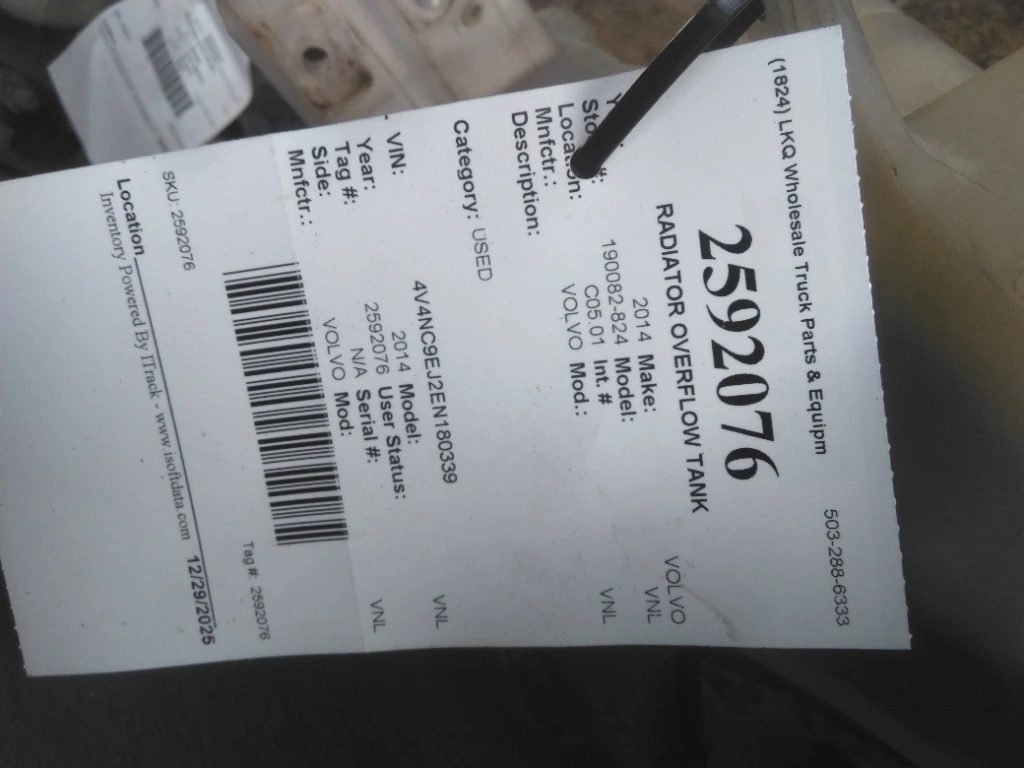 (1824) LKQ Wholesale Truck Parts & Equipm 503-288-6333
2592076
RADIATOR OVERFLOW TANK
2014 Make: VOLVO
190082-824 Model: VNL
Location: C05.01 Int. #
Mnfctr.: VOLVO Mod.: VNL
Description:
Category: USED
VIN: 4V4NC9EJ2EN180339
Year: 2014 Model: VNL
Tag #: 2592076 User Status:
Side: N/A Serial #:
Mnfctr.: VOLVO Mod: VNL
Tag#: 2592076
SKU: 2592076
Location
Inventory Powered By ITrack - www.isoftdata.com 12/29/2025